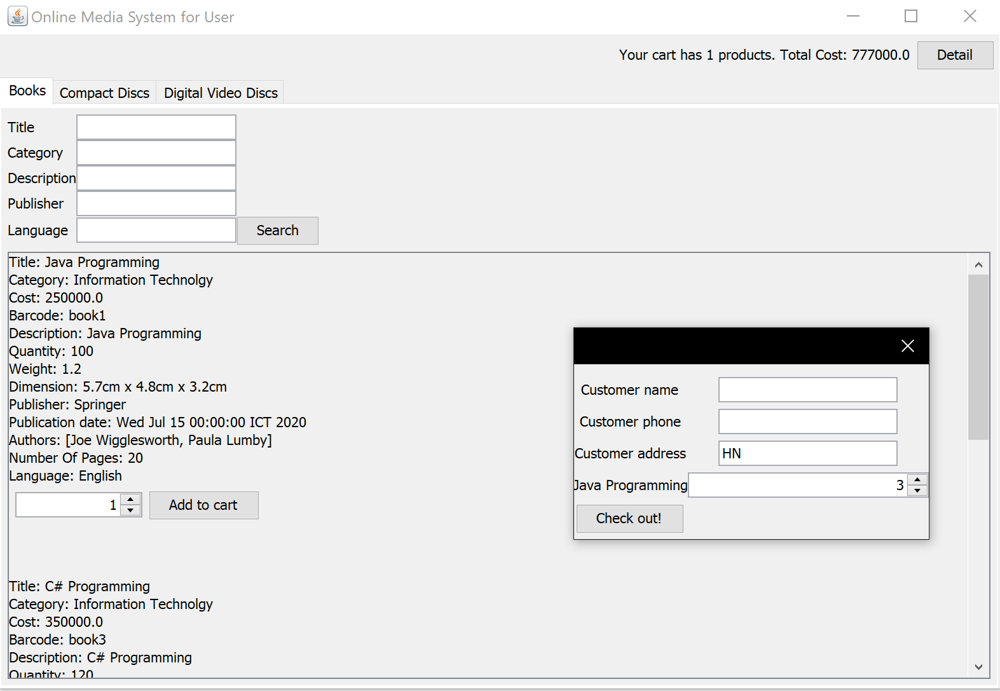 Online Media System for User
Your cart has 1 products. Total Cost: 777000.0 Detail
Books Compact Discs Digital Video Discs
Title
Category
Description
Publisher
Language Search
Title: Java Programming
Category: Information Technolgy
Cost: 250000.0
Barcode: book1
Description: Java Programming
Quantity: 100
Weight: 1.2
Dimension: 5.7cm x 4.8cm x 3.2cm
Publisher: Springer
Publication date: Wed Jul 15 00:00:00 ICT 2020
Authors: [Joe Wigglesworth, Paula Lumby]
Number Of Pages: 20
Language: English
1 Add to cart
Title: C# Programming
Category: Information Technolgy
Cost: 350000.0
Barcode: book3
Description: C# Programming
Quantity: 120
Customer name
Customer phone
Customer address HN
Java Programming 3
Check out!